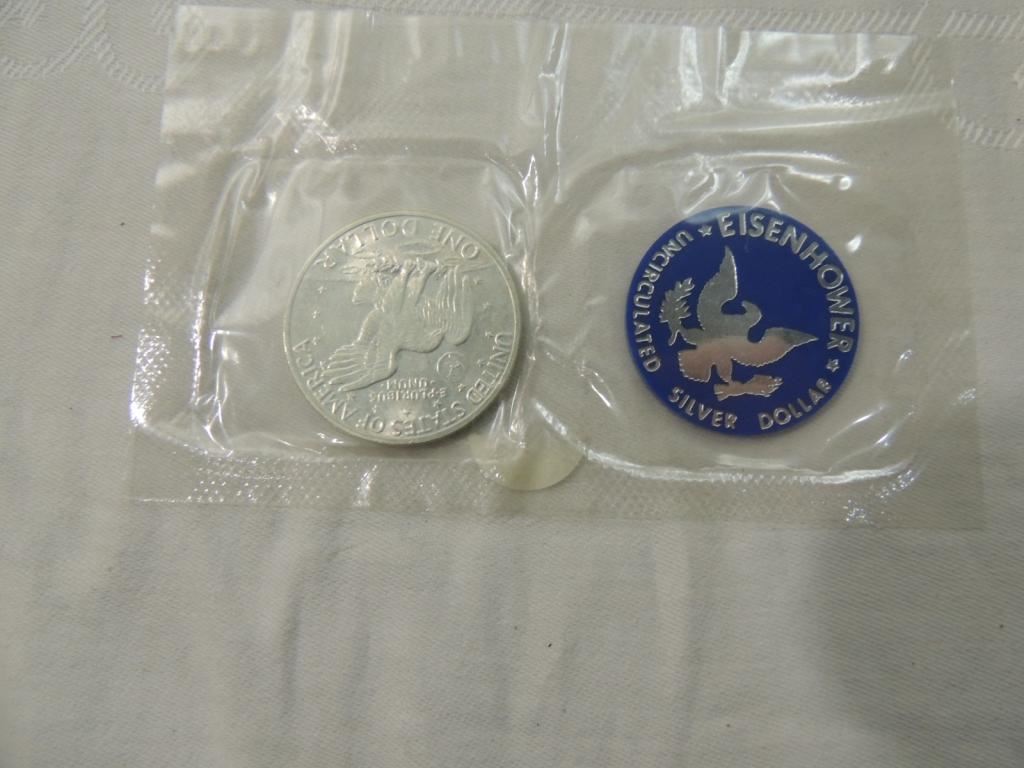 UNITED STATES OF AMERICA
E PLURIBUS
UNUM
ONE DOLLAR
★ EISENHOWER ★
UNCIRCULATED
SILVER DOLLAR